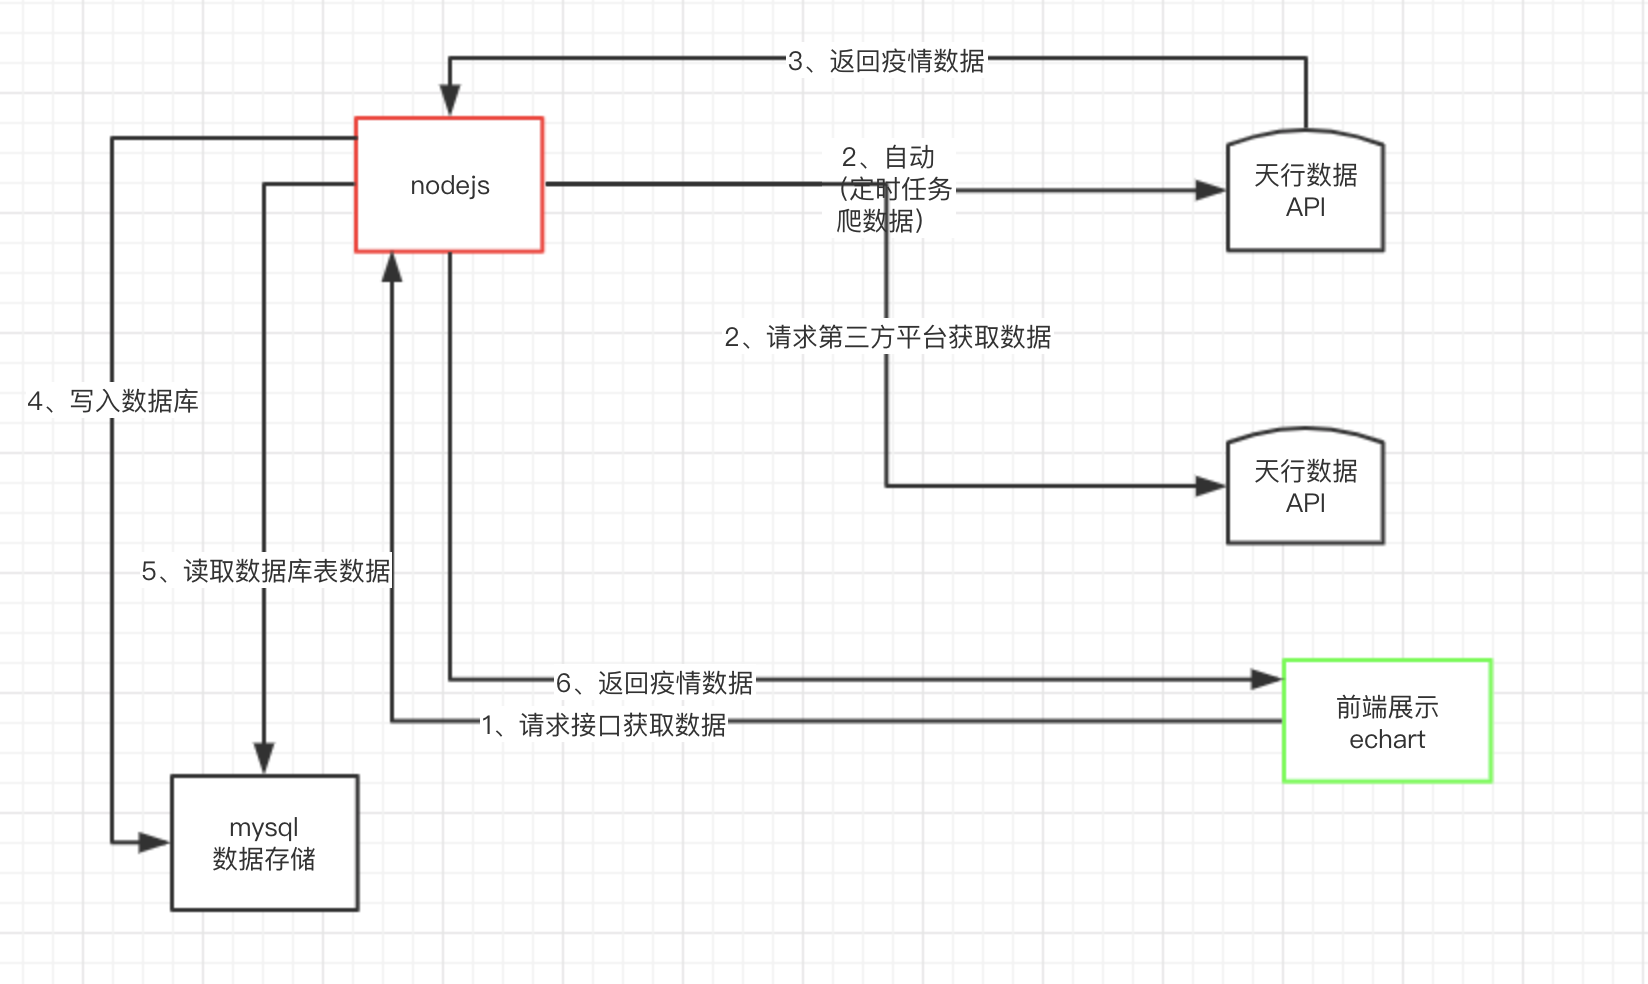 3、返回疫情数据
nodejs
2、自动
(定时任务
爬数据)
天行数据
API
2、请求第三方平台获取数据
4、写入数据库
天行数据
API
5、读取数据库表数据
6、返回疫情数据
1、请求接口获取数据
前端展示
echart
mysql
数据存储